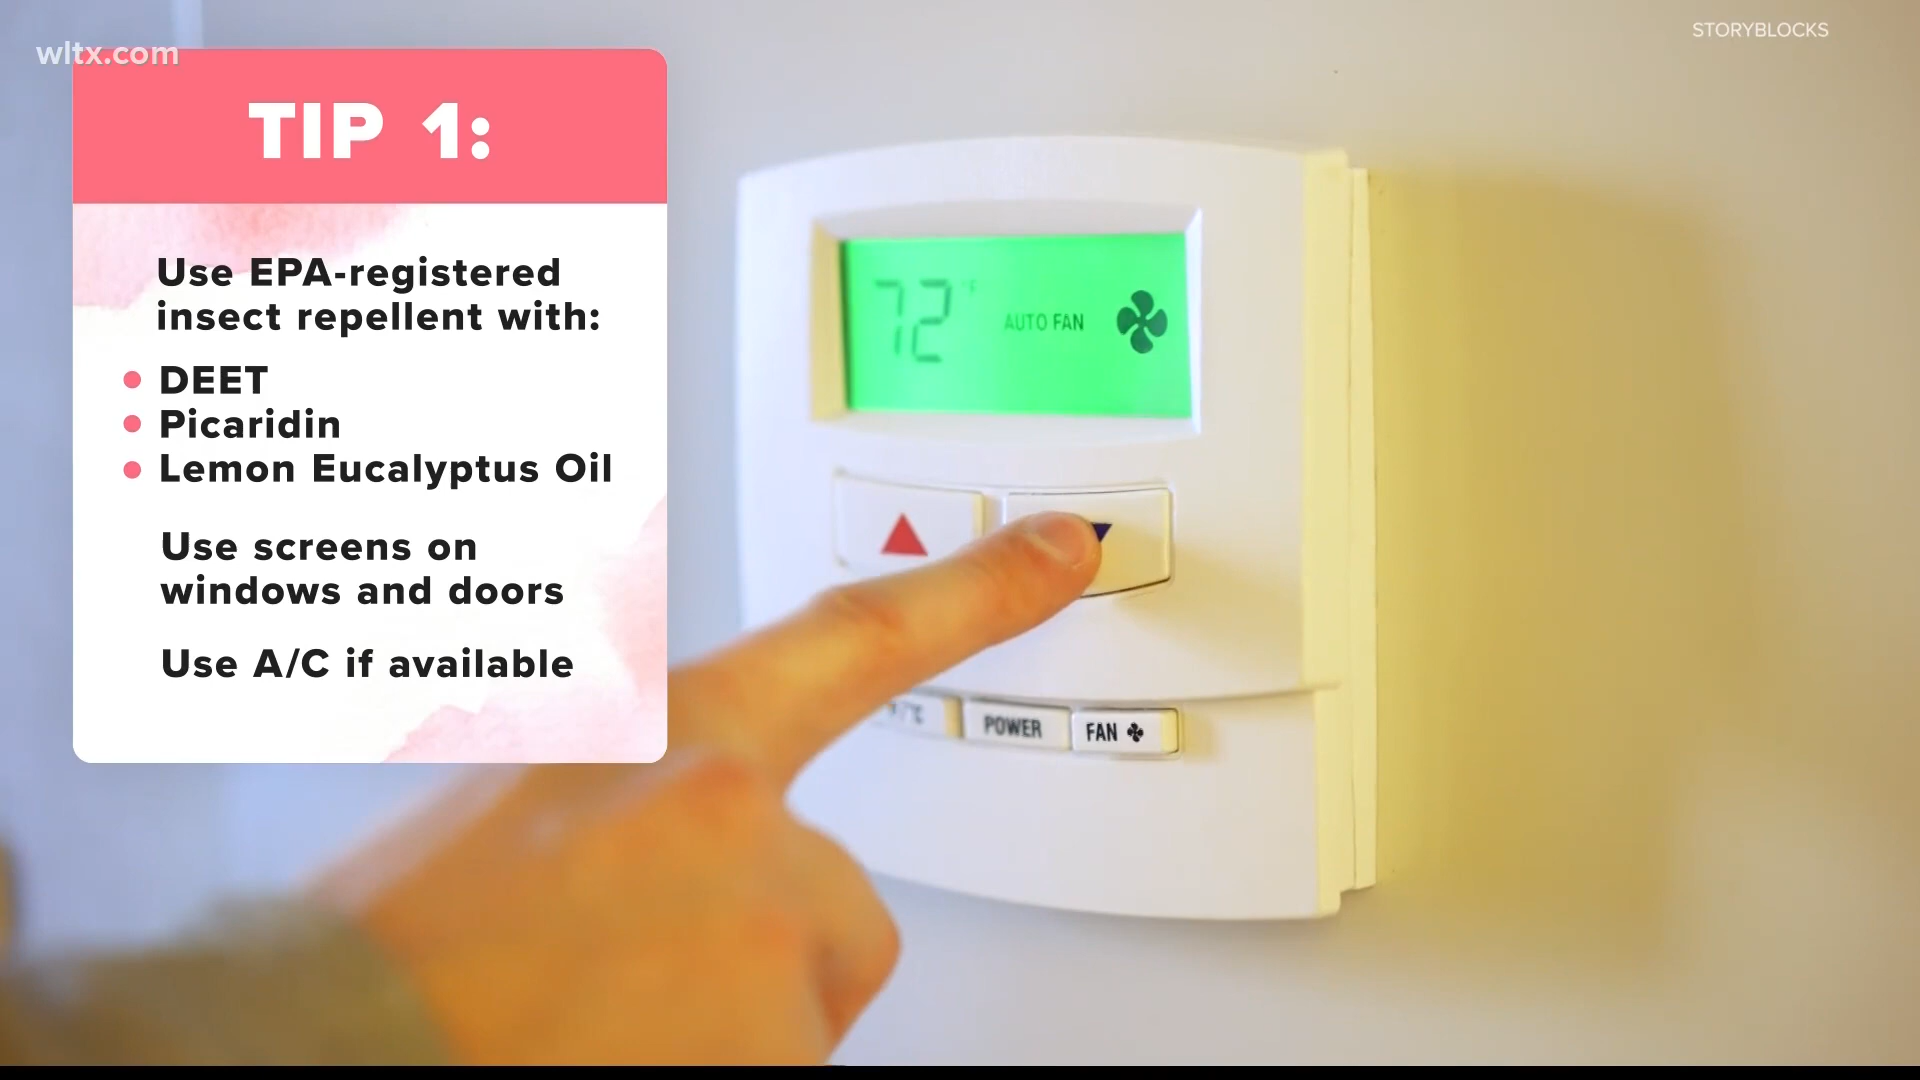 wltx.com
STORYBLOCKS
TIP 1:
Use EPA-registered
insect repellent with:
DEET
Picaridin
Lemon Eucalyptus Oil
Use screens on
windows and doors
Use A/C if available
72°F
AUTO FAN
POWER
FAN